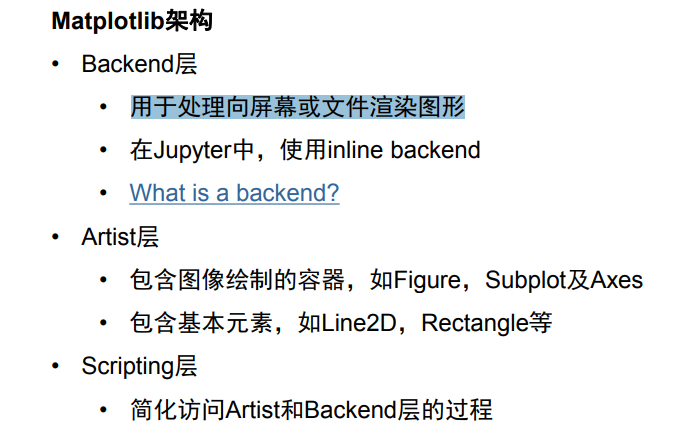 Matplotlib架构
• Backend层
• 用于处理向屏幕或文件渲染图形
• 在Jupyter中，使用inline backend
• What is a backend?
• Artist层
• 包含图像绘制的容器，如Figure，Subplot及Axes
• 包含基本元素，如Line2D，Rectangle等
• Scripting层
• 简化访问Artist和Backend层的过程